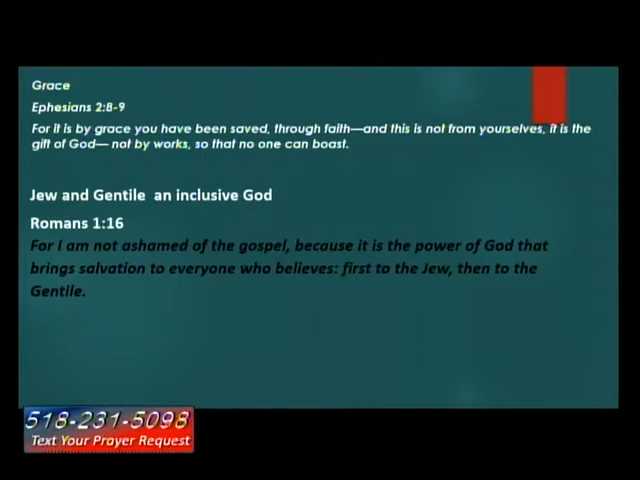 Grace
Ephesians 2:8-9
For it is by grace you have been saved, through faith—and this is not from yourselves, it is the
gift of God— not by works, so that no one can boast.
Jew and Gentile an inclusive God
Romans 1:16
For I am not ashamed of the gospel, because it is the power of God that
brings salvation to everyone who believes: first to the Jew, then to the
Gentile.
518-231-5098
Text Your Prayer Request